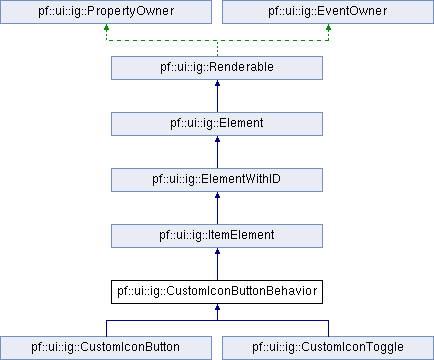 pf::ui::ig::PropertyOwner
pf::ui::ig::EventOwner
pf::ui::ig::Renderable
pf::ui::ig::Element
pf::ui::ig::ElementWithID
pf::ui::ig::ItemElement
pf::ui::ig::CustomIconButtonBehavior
pf::ui::ig::CustomIconButton
pf::ui::ig::CustomIconToggle